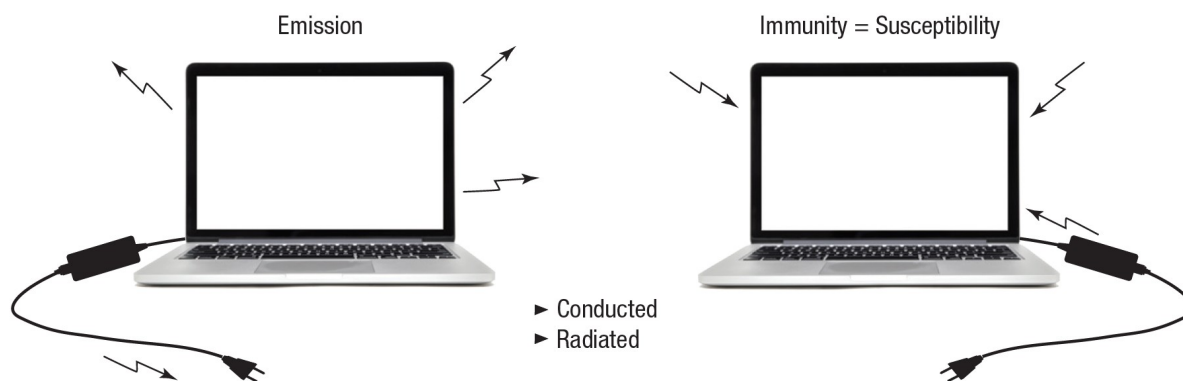 Emission
Immunity = Susceptibility
► Conducted
► Radiated